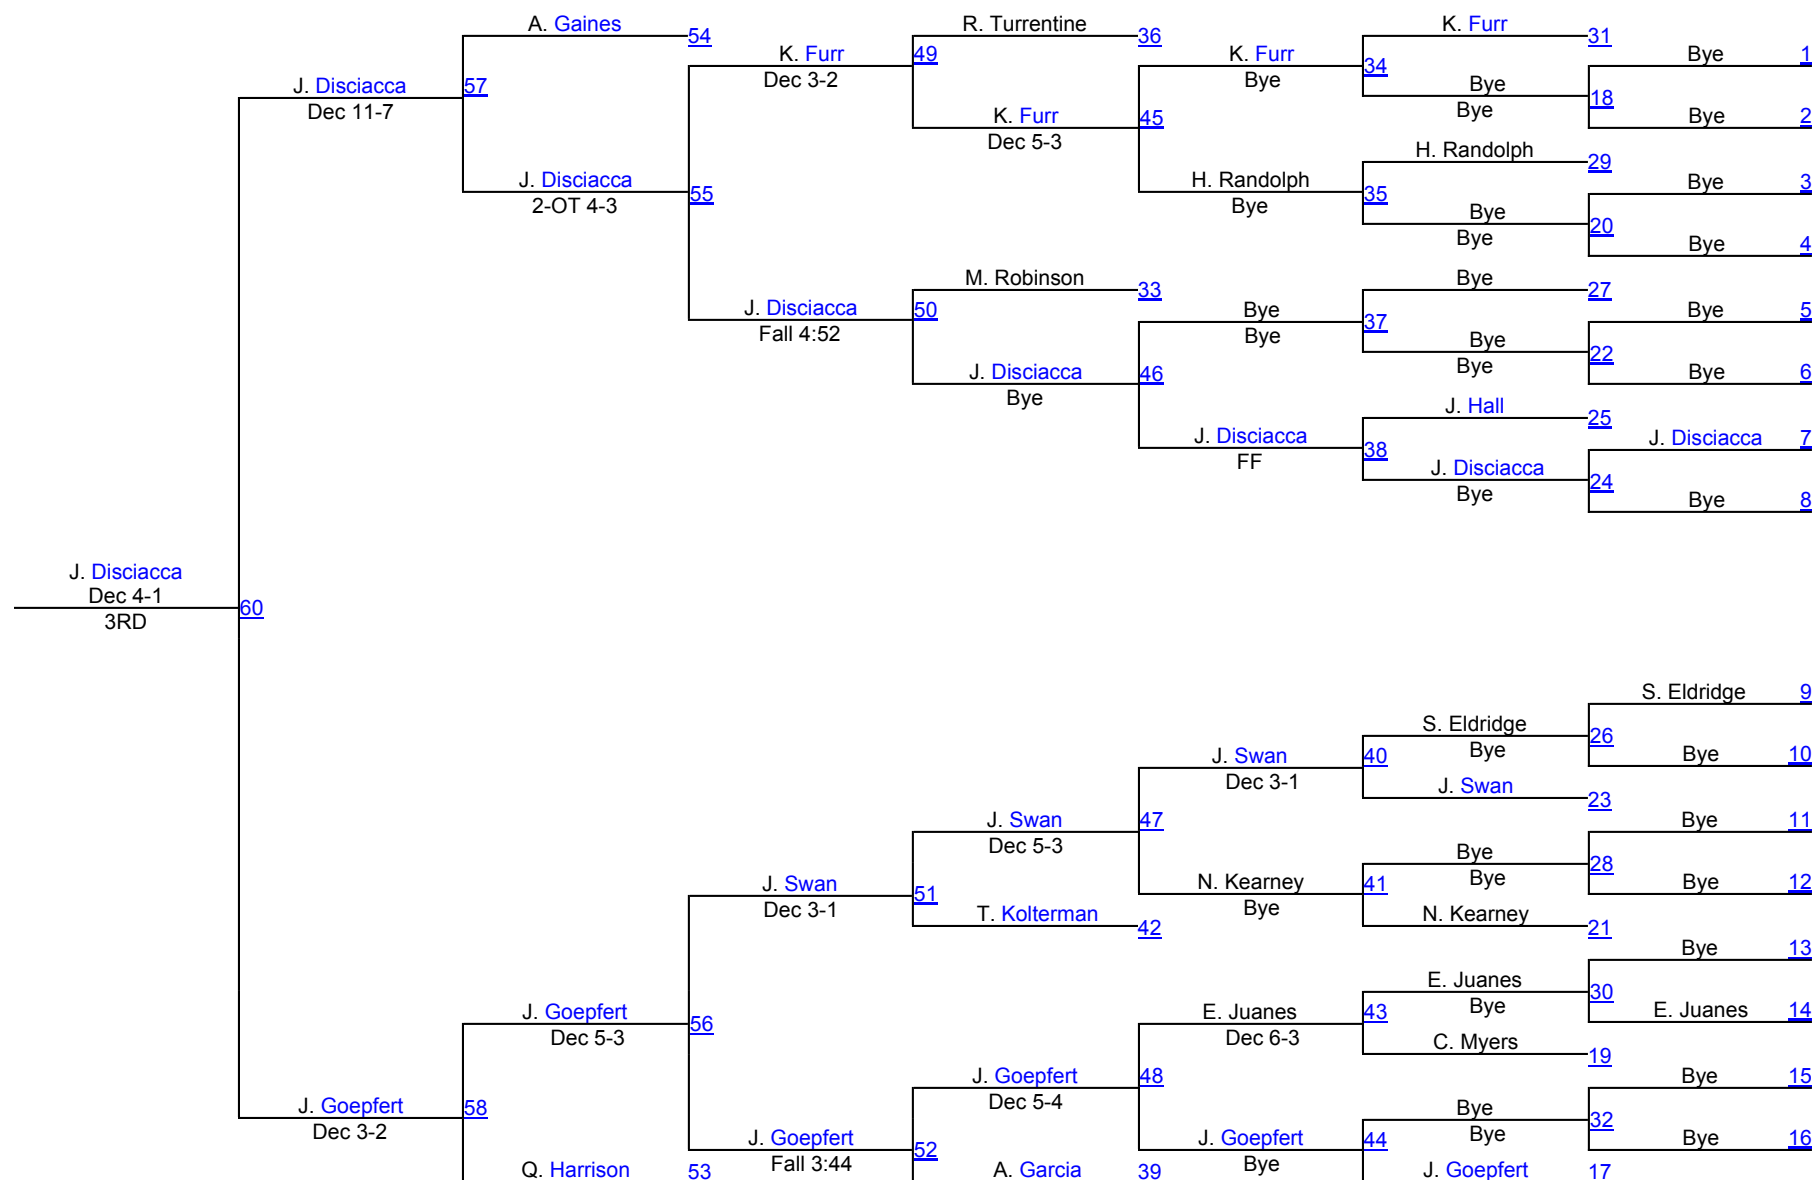 A. Gaines 54
R. Turrentine 36
K. Furr 31
K. Furr 49
Dec 3-2
K. Furr 34
Bye
Bye 1
J. Disciacca 57
Dec 11-7
Bye 18
Bye
K. Furr 45
Dec 5-3
Bye 2
H. Randolph 29
J. Disciacca 55
2-OT 4-3
H. Randolph 35
Bye
Bye 3
Bye 20
Bye
Bye 4
M. Robinson 33
Bye 27
J. Disciacca 50
Fall 4:52
Bye 37
Bye
Bye 5
Bye 22
Bye
J. Disciacca 46
Bye
Bye 6
J. Hall 25
J. Disciacca 38
FF
J. Disciacca 7
J. Disciacca 24
Bye
Bye 8
J. Disciacca
Dec 4-1 60
3RD
S. Eldridge 9
S. Eldridge 26
Bye
J. Swan 40
Dec 3-1
Bye 10
J. Swan 23
J. Swan 47
Dec 5-3
Bye 11
Bye 28
Bye
J. Swan 51
Dec 3-1
N. Kearney 41
Bye
Bye 12
T. Kolterman 42
N. Kearney 21
Bye 13
E. Juanes 30
Bye
J. Goepfert 56
Dec 5-3
E. Juanes 43
Dec 6-3
E. Juanes 14
C. Myers 19
J. Goepfert 48
Dec 5-4
Bye 15
J. Goepfert 58
Dec 3-2
Bye 32
Bye
J. Goepfert 52
Fall 3:44
J. Goepfert 44
Bye
Bye 16
Q. Harrison 53
A. Garcia 39
J. Goepfert 17